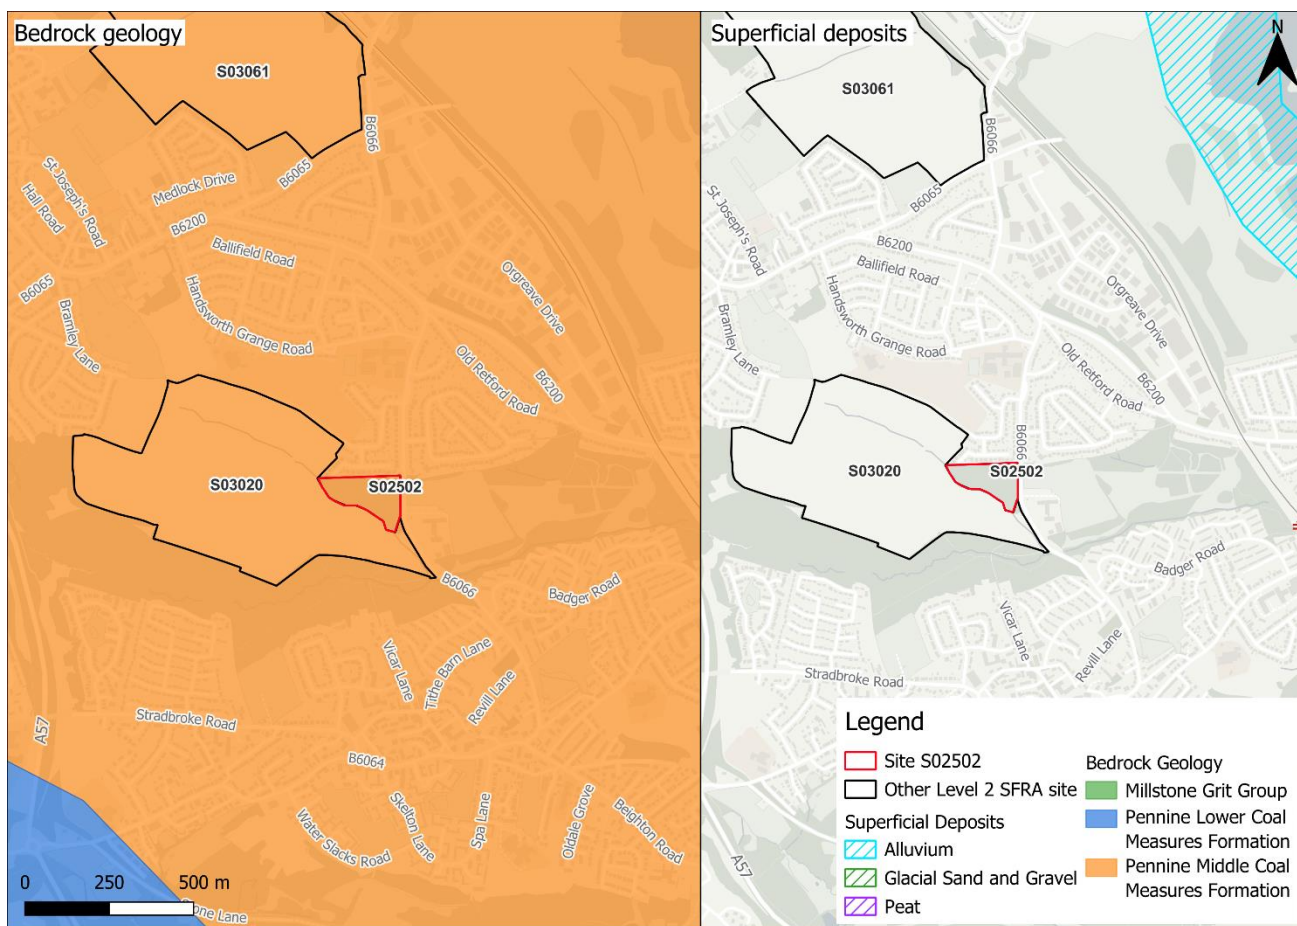 Bedrock geology
S03061
B6066
B6065
Medlock Drive
St Joseph's Road
Hall Road
B6200
Ballifield Road
B6065
Bramley Lane
Handsworth Grange Road
Orgreave Drive
Old Retford Road
B6200
S03020
S02502
B6066
Badger Road
Vicar Lane
Tithe Barn Lane
Revill Lane
Stradbroke Road
A57
B6064
Water Slacks Road
Skelton Lane
Spa Lane
Oldale Grove
Beighton Road
0 250 500 m
Lane
Superficial deposits
N
S03061
B6066
B6065
St Joseph's Road
B6200
Ballifield Road
Bramley Lane
Handsworth Grange Road
Orgreave Drive
Old Retford Road
B6200
B6066
S03020
S02502
Badger Road
Vicar Lane
Revill Lane
Stradbroke Road
A57
Legend
Site S02502
Other Level 2 SFRA site
Superficial Deposits
Alluvium
Glacial Sand and Gravel
Peat
Bedrock Geology
Millstone Grit Group
Pennine Lower Coal
Measures Formation
Pennine Middle Coal
Measures Formation